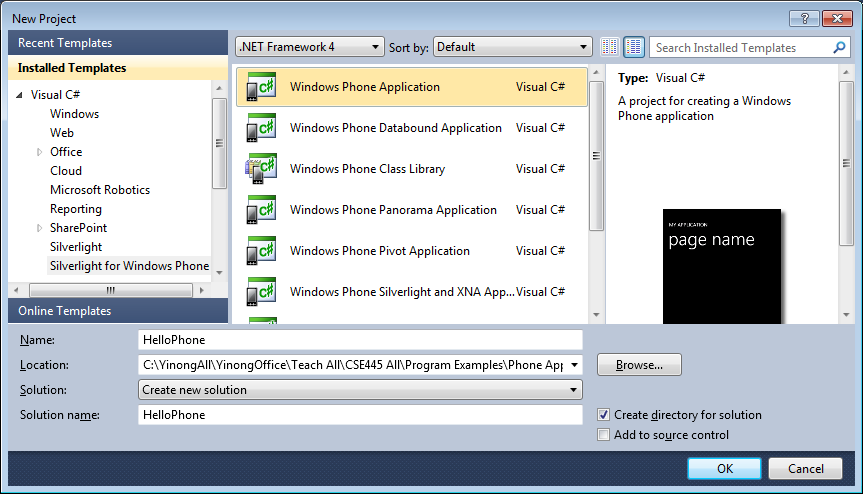 New Project
Recent Templates
Installed Templates
Visual C#
Windows
Web
Office
Cloud
Microsoft Robotics
Reporting
SharePoint
Silverlight
Silverlight for Windows Phone
Online Templates
.NET Framework 4
Sort by: Default
Search Installed Templates
Windows Phone Application Visual C#
Windows Phone Databound Application Visual C#
Windows Phone Class Library Visual C#
Windows Phone Panorama Application Visual C#
Windows Phone Pivot Application Visual C#
Windows Phone Silverlight and XNA App... Visual C#
Type: Visual C#
A project for creating a Windows
Phone application
MY APPLICATION
page name
Name: HelloPhone
Location: C:\YinongAll\YinongOffice\Teach All\CSE445 All\Program Examples\Phone App
Browse...
Solution: Create new solution
Solution name: HelloPhone
Create directory for solution
Add to source control
OK
Cancel